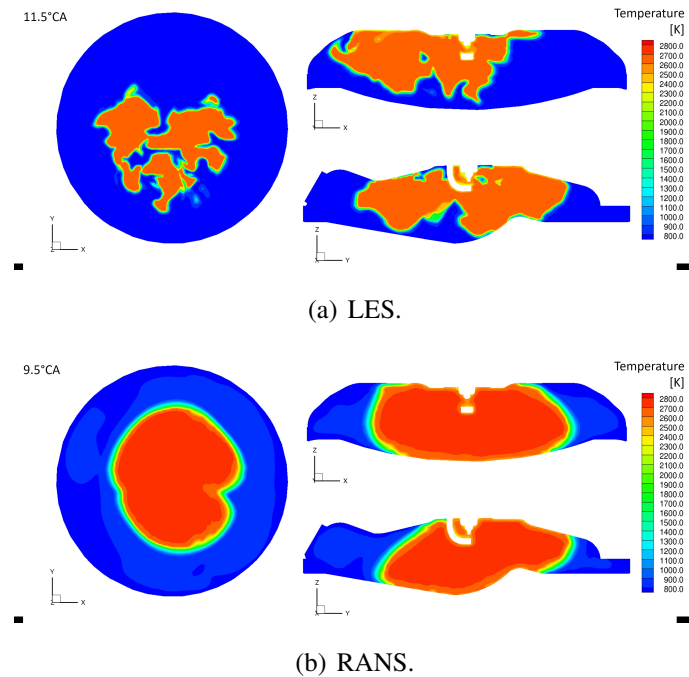 11.5°CA
Temperature
[K]
2800.0
2700.0
2600.0
2500.0
2400.0
2300.0
2200.0
2100.0
2000.0
1900.0
1800.0
1700.0
1600.0
1500.0
1400.0
1300.0
1200.0
1100.0
1000.0
900.0
800.0
Z
X
Y
Z
X
Z
X
Y
(a) LES.
9.5°CA
Temperature
[K]
2800.0
2700.0
2600.0
2500.0
2400.0
2300.0
2200.0
2100.0
2000.0
1900.0
1800.0
1700.0
1600.0
1500.0
1400.0
1300.0
1200.0
1100.0
1000.0
900.0
800.0
Z
Y
X
Y
Z
X
Z
X
Y
(b) RANS.